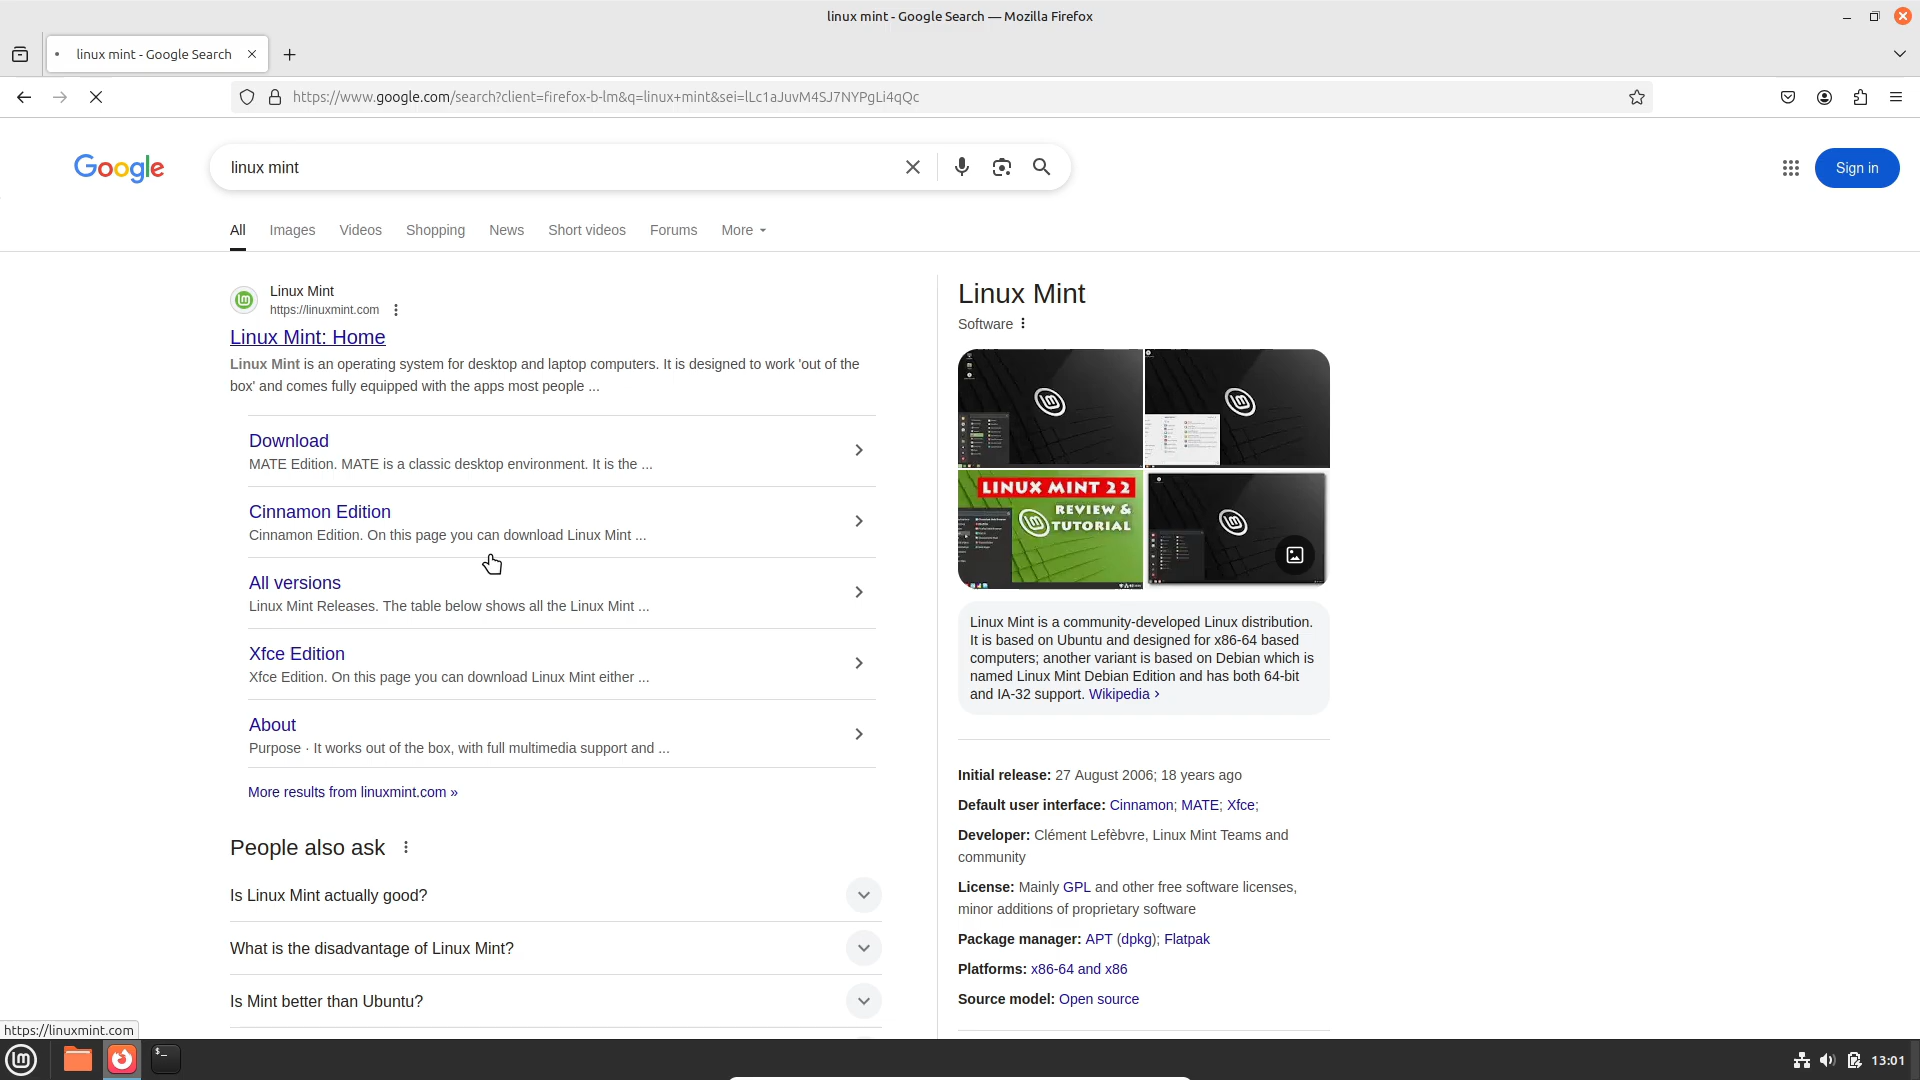 linux mint - Google Search — Mozilla Firefox
linux mint - Google Search
https://www.google.com/search?client=firefox-b-lm&q=linux+mint&sei=lLc1aJuvM4SJ7NYPgLi4qQc
Google
linux mint
Sign in
All Images Videos Shopping News Short videos Forums More
Linux Mint
https://linuxmint.com
Linux Mint: Home
Linux Mint is an operating system for desktop and laptop computers. It is designed to work 'out of the
box' and comes fully equipped with the apps most people ...
Download
MATE Edition. MATE is a classic desktop environment. It is the ...
Cinnamon Edition
Cinnamon Edition. On this page you can download Linux Mint ...
All versions
Linux Mint Releases. The table below shows all the Linux Mint ...
Xfce Edition
Xfce Edition. On this page you can download Linux Mint either ...
About
Purpose · It works out of the box, with full multimedia support and ...
More results from linuxmint.com »
People also ask
Is Linux Mint actually good?
What is the disadvantage of Linux Mint?
Is Mint better than Ubuntu?
Linux Mint
Software
LINUX MINT 22
REVIEW &
TUTORIAL
Linux Mint is a community-developed Linux distribution.
It is based on Ubuntu and designed for x86-64 based
computers; another variant is based on Debian which is
named Linux Mint Debian Edition and has both 64-bit
and IA-32 support. Wikipedia ›
Initial release: 27 August 2006; 18 years ago
Default user interface: Cinnamon; MATE; Xfce;
Developer: Clément Lefèbvre, Linux Mint Teams and
community
License: Mainly GPL and other free software licenses,
minor additions of proprietary software
Package manager: APT (dpkg); Flatpak
Platforms: x86-64 and x86
Source model: Open source
https://linuxmint.com
13:01